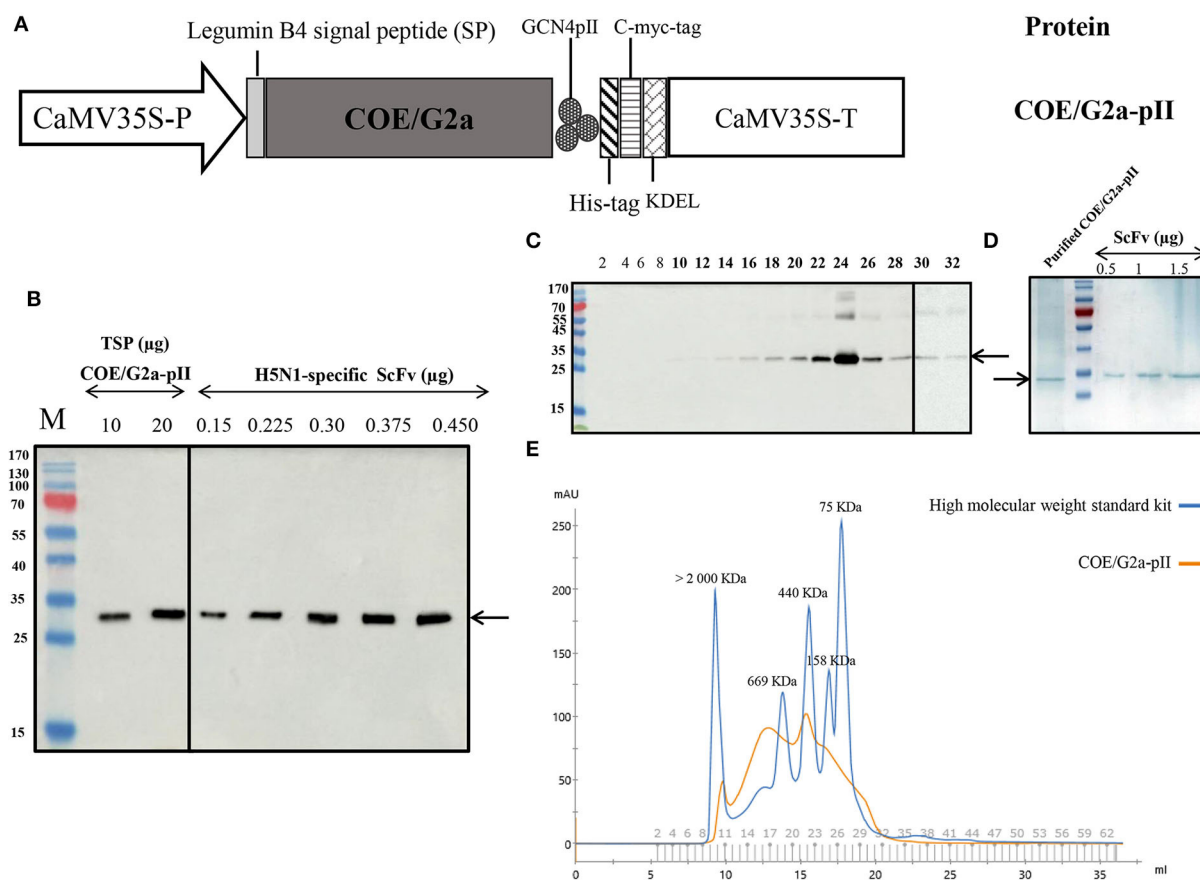 A
Legumin B4 signal peptide (SP)
GCN4pII
C-myc-tag
Protein
CaMV35S-P
COE/G2a
CaMV35S-T
COE/G2a-pII
His-tag
KDEL
B
TSP (µg)
COE/G2a-pII
H5N1-specific ScFv (µg)
M
10 20 0.15 0.225 0.30 0.375 0.450
170
130
100
70
55
40
35
25
15
C
2 4 6 8 10 12 14 16 18 20 22 24 26 28 30 32
170
70
55
45
35
25
15
D
Purified COE/G2a-pII
ScFv (µg)
0.5 1 1.5
E
mAU
High molecular weight standard kit
COE/G2a-pII
> 2 000 KDa
669 KDa
440 KDa
158 KDa
75 KDa
250
200
150
100
50
0
2 4 6 8 11 14 17 20 23 26 29 32 35 38 41 44 47 50 53 56 59 62
0 5 10 15 20 25 30 35 ml